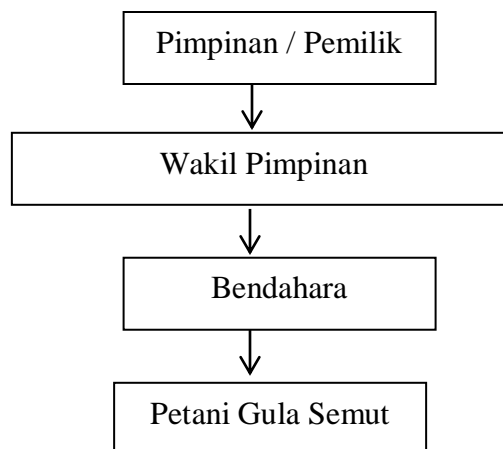 Pimpinan / Pemilik
Wakil Pimpinan
Bendahara
Petani Gula Semut